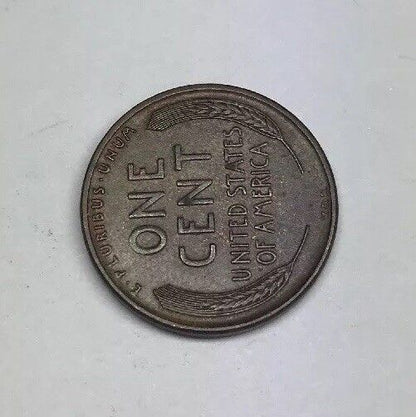 E·PLURIBUS·UNUM
ONE
CENT
UNITED STATES
OF AMERICA